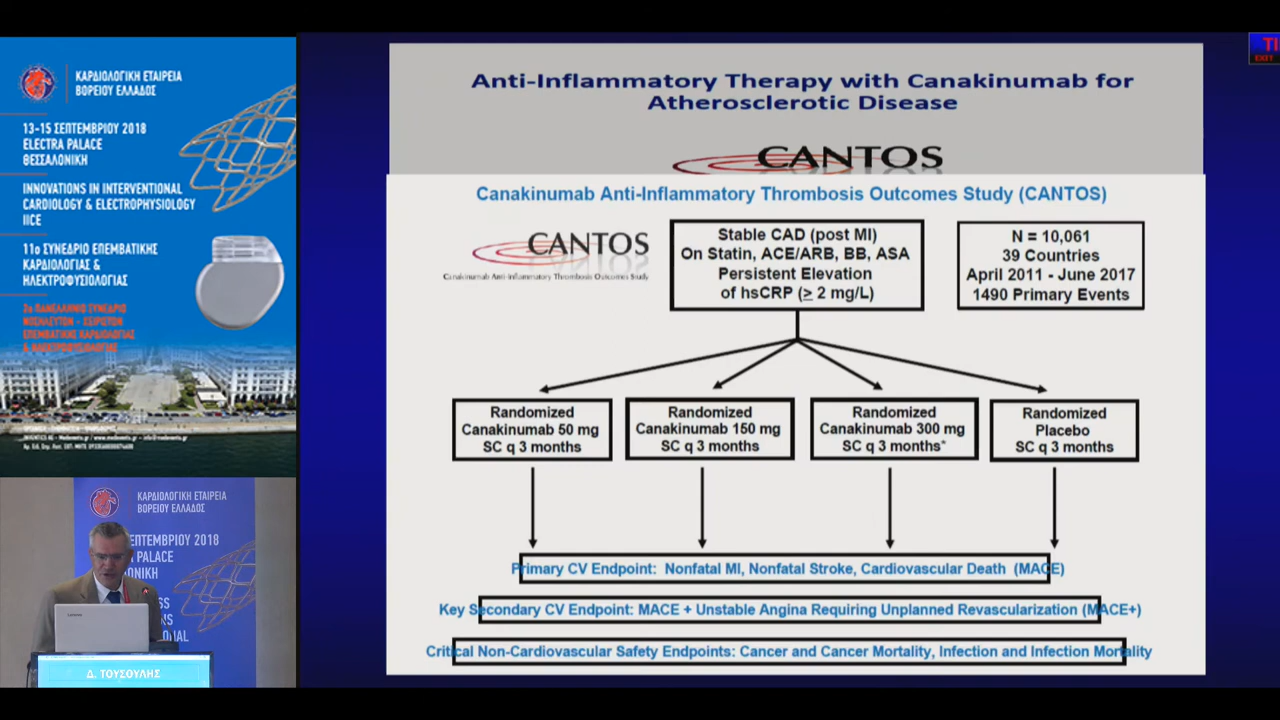 ΚΑΡΔΙΟΛΟΓΙΚΗ ΕΤΑΙΡΕΙΑ
ΒΟΡΕΙΟΥ ΕΛΛΑΔΟΣ
13-15 ΣΕΠΤΕΜΒΡΙΟΥ 2018
ELECTRA PALACE
ΘΕΣΣΑΛΟΝΙΚΗ
INNOVATIONS IN INTERVENTIONAL
CARDIOLOGY & ELECTROPHYSIOLOGY
IICE
11ο ΣΥΝΕΔΡΙΟ ΕΠΕΜΒΑΤΙΚΗΣ
ΚΑΡΔΙΟΛΟΓΙΑΣ &
ΗΛΕΚΤΡΟΦΥΣΙΟΛΟΓΙΑΣ
ΚΑΡΔΙΟΛΟΓΙΚΗ ΕΤΑΙΡΕΙΑ
ΒΟΡΕΙΟΥ ΕΛΛΑΔΟΣ
ΣΕΠΤΕΜΒΡΙΟΥ 2018
PALACE
Δ. ΤΟΥΣΟΥΛΗΣ
EXIT
Anti-Inflammatory Therapy with Canakinumab for
Atherosclerotic Disease
CANTOS
Canakinumab Anti-Inflammatory Thrombosis Outcomes Study (CANTOS)
CANTOS
Canakinumab Anti-Inflammatory Thrombosis Outcomes Study
Stable CAD (post MI)
On Statin, ACE/ARB, BB, ASA
Persistent Elevation
of hsCRP (≥ 2 mg/L)
N = 10,061
39 Countries
April 2011 - June 2017
1490 Primary Events
Randomized
Canakinumab 50 mg
SC q 3 months
Randomized
Canakinumab 150 mg
SC q 3 months
Randomized
Canakinumab 300 mg
SC q 3 months*
Randomized
Placebo
SC q 3 months
Primary CV Endpoint: Nonfatal MI, Nonfatal Stroke, Cardiovascular Death (MACE)
Key Secondary CV Endpoint: MACE + Unstable Angina Requiring Unplanned Revascularization (MACE+)
Critical Non-Cardiovascular Safety Endpoints: Cancer and Cancer Mortality, Infection and Infection Mortality